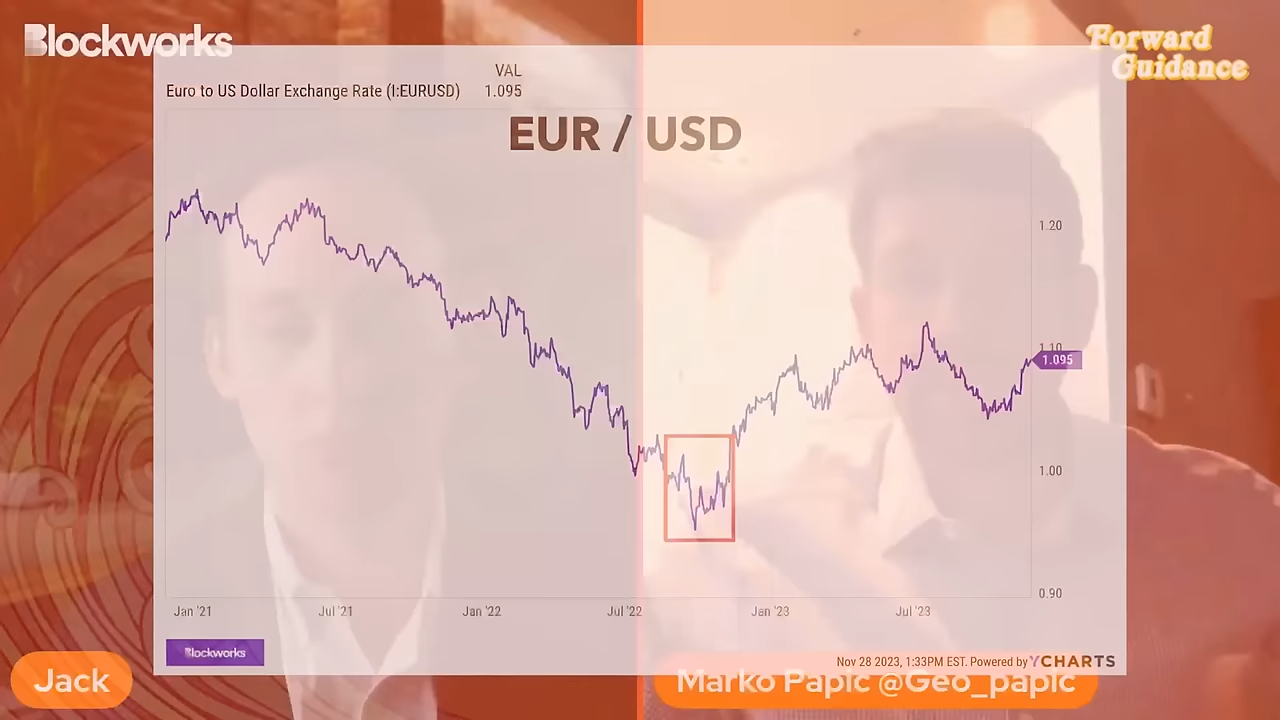 Blockworks
Forward
Guidance
VAL
Euro to US Dollar Exchange Rate (I:EURUSD) 1.095
EUR / USD
1.20
1.10
1.095
1.00
0.90
Jan '21 Jul '21 Jan '22 Jul '22 Jan '23 Jul '23
Blockworks
Nov 28 2023, 1:33PM EST. Powered by YCHARTS
Jack
Marko Papic @Geo_papic